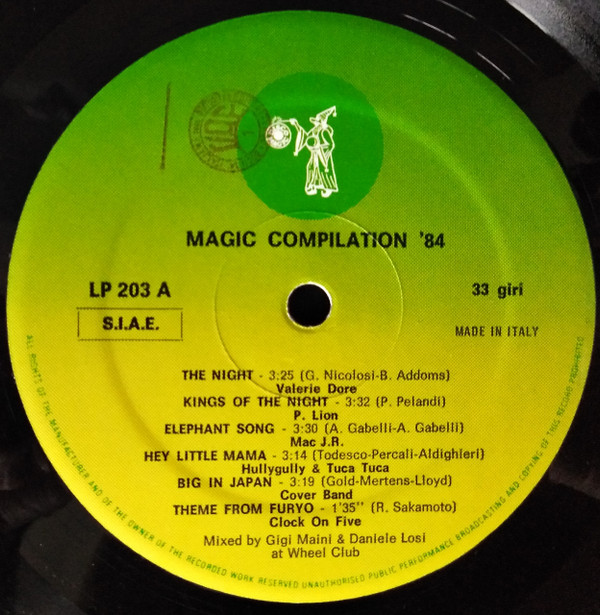 MAGIC COMPILATION '84
LP 203 A
33 giri
S.I.A.E.
MADE IN ITALY
THE NIGHT - 3:25 (G. Nicolosi-B. Addoms)
Valerie Dore
KINGS OF THE NIGHT - 3:32 (P. Pelandi)
P. Lion
ELEPHANT SONG - 3:30 (A. Gabelli-A. Gabelli)
Mac J.R.
HEY LITTLE MAMA - 3:14 (Todesco-Percali-Aldighieri)
Hullygully & Tuca Tuca
BIG IN JAPAN - 3:19 (Gold-Mertens-Lloyd)
Cover Band
THEME FROM FURYO - 1'35" (R. Sakamoto)
Clock On Five
Mixed by Gigi Maini & Daniele Losi
at Wheel Club
ALL RIGHTS OF THE MANUFACTURER AND OF THE OWNER OF THE RECORDED WORK RESERVED UNAUTHORISED PUBLIC PERFORMANCE BROADCASTING AND COPYING OF THIS RECORD PROHIBITED